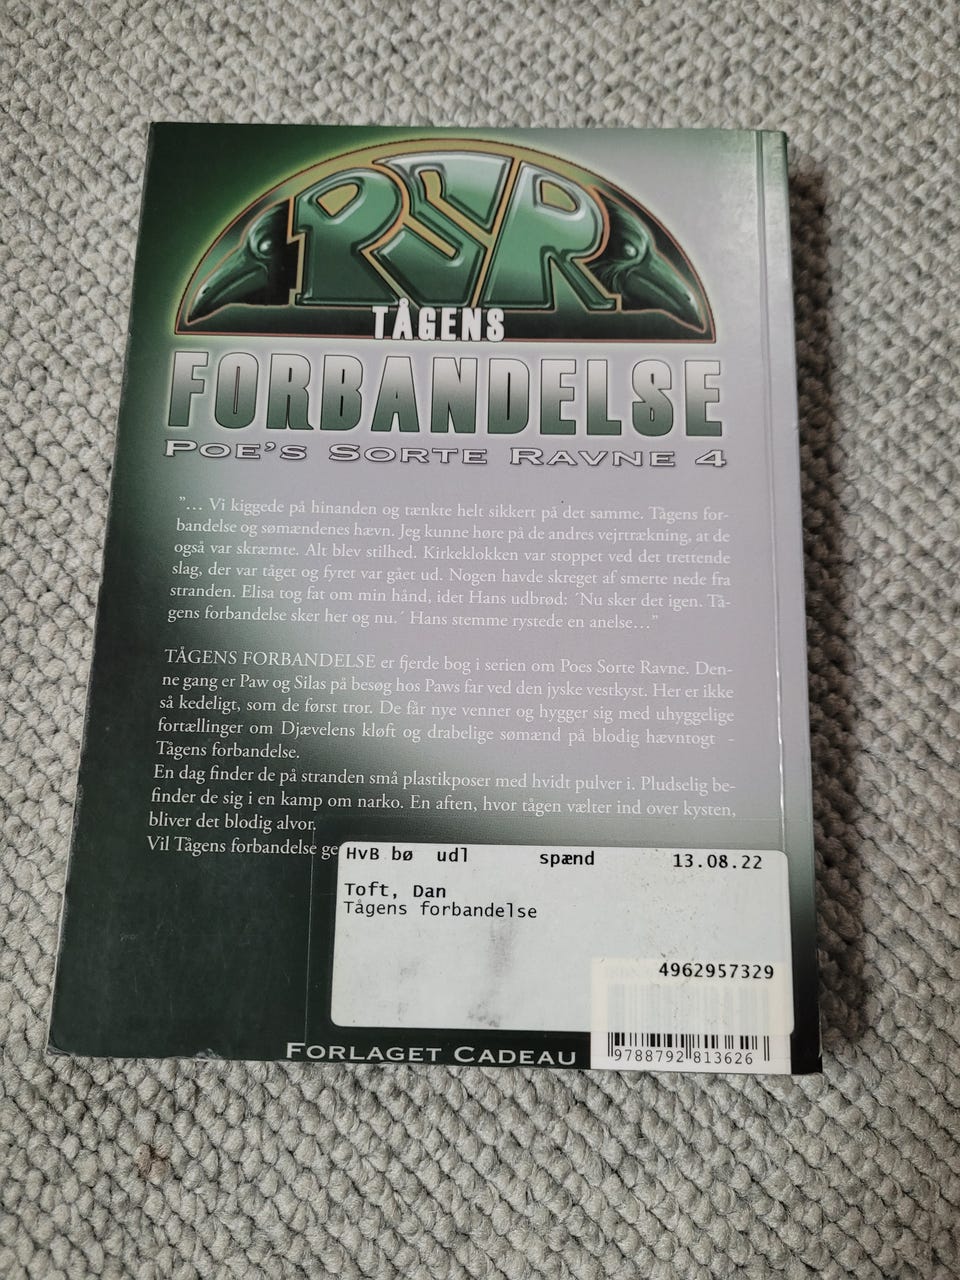 PSR
TÅGENS
FORBANDELSE
POE'S SORTE RAVNE 4
"... Vi kiggede på hinanden og tænkte helt sikkert på det samme. Tågens for-
bandelse og sømændenes hævn. Jeg kunne høre på de andres vejrtrækning, at de
også var skræmte. Alt blev stilhed. Kirkeklokken var stoppet ved det trettende
slag, der var tåget og fyret var gået ud. Nogen havde skreget af smerte nede fra
stranden. Elisa tog fat om min hånd, idet Hans udbrød: ´Nu sker det igen. Tå-
gens forbandelse sker her og nu.´ Hans stemme rystede en anelse..."
TÅGENS FORBANDELSE er fjerde bog i serien om Poes Sorte Ravne. Den-
ne gang er Paw og Silas på besøg hos Paws far ved den jyske vestkyst. Her er ikke
så kedeligt, som de først tror. De får nye venner og hygger sig med uhyggelige
fortællinger om Djævelens kløft og drabelige sømænd på blodig hævntogt -
Tågens forbandelse.
En dag finder de på stranden små plastikposer med hvidt pulver i. Pludselig be-
finder de sig i en kamp om narko. En aften, hvor tågen vælter ind over kysten,
bliver det blodig alvor.
Vil Tågens forbandelse ge
HvB bø udl spænd 13.08.22
Toft, Dan
Tågens forbandelse
4962957329
FORLAGET CADEAU
9788792813626